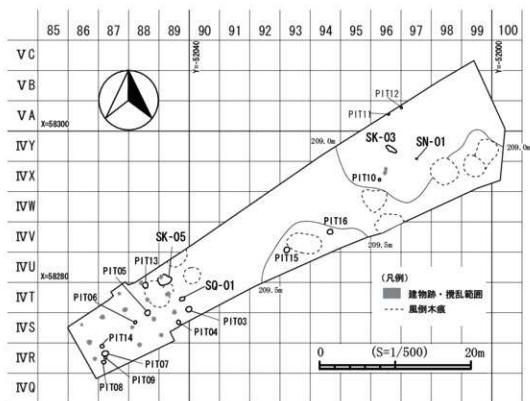 85 86 87 88 89 90 91 92 93 94 95 96 97 98 99 100
Y=-52040
Y=-52000
ⅤC
ⅤB
ⅤA
X=58300
ⅣY
ⅣX
ⅣW
ⅣV
ⅣU
X=58280
ⅣT
ⅣS
ⅣR
ⅣQ
PIT12
PIT11
SK-03
SN-01
209.0m
209.0m
PIT10
PIT16
PIT15
209.5m
209.5m
SK-05
PIT13
PIT05
SQ-01
PIT06
PIT03
PIT04
PIT14
PIT07
PIT09
PIT08
(凡例)
建物跡・攪乱範囲
風倒木痕
0 (S=1/500) 20m